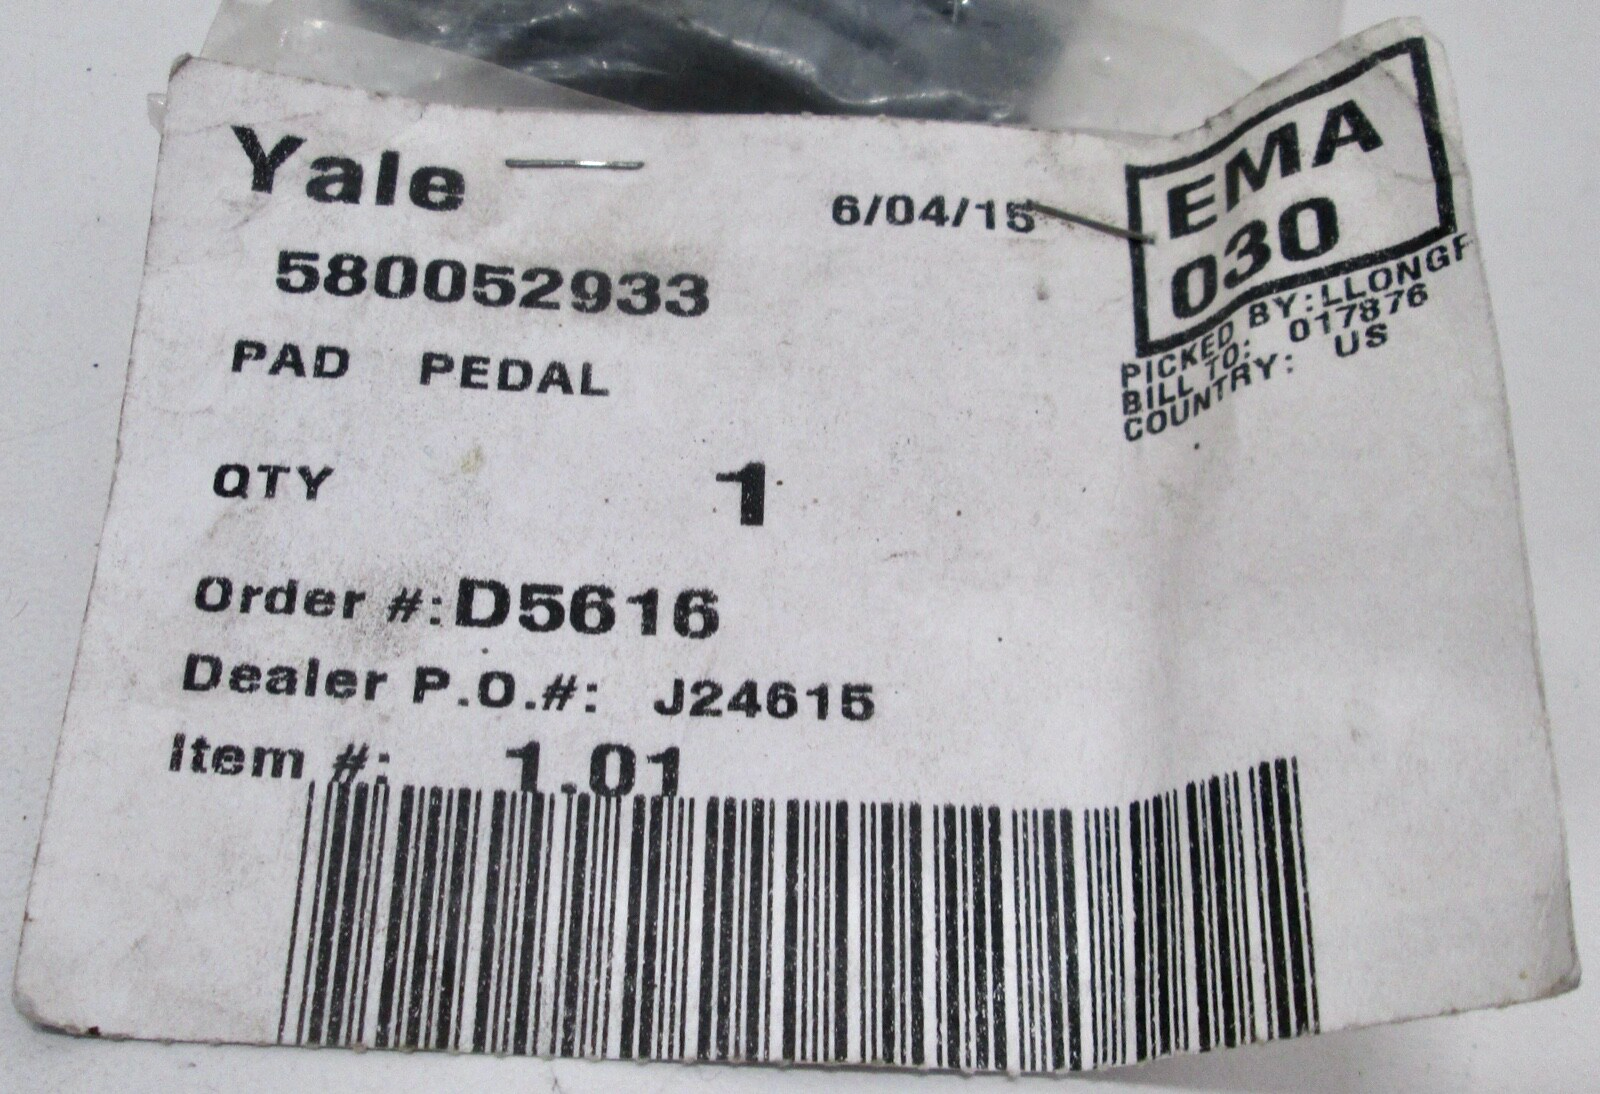 Yale
6/04/15
EMA
030
580052933
PICKED BY:LLONGF
BILL TO: 017876
COUNTRY: US
PAD PEDAL
QTY 1
Order #:D5616
Dealer P.O.#: J24615
Item #: 1.01